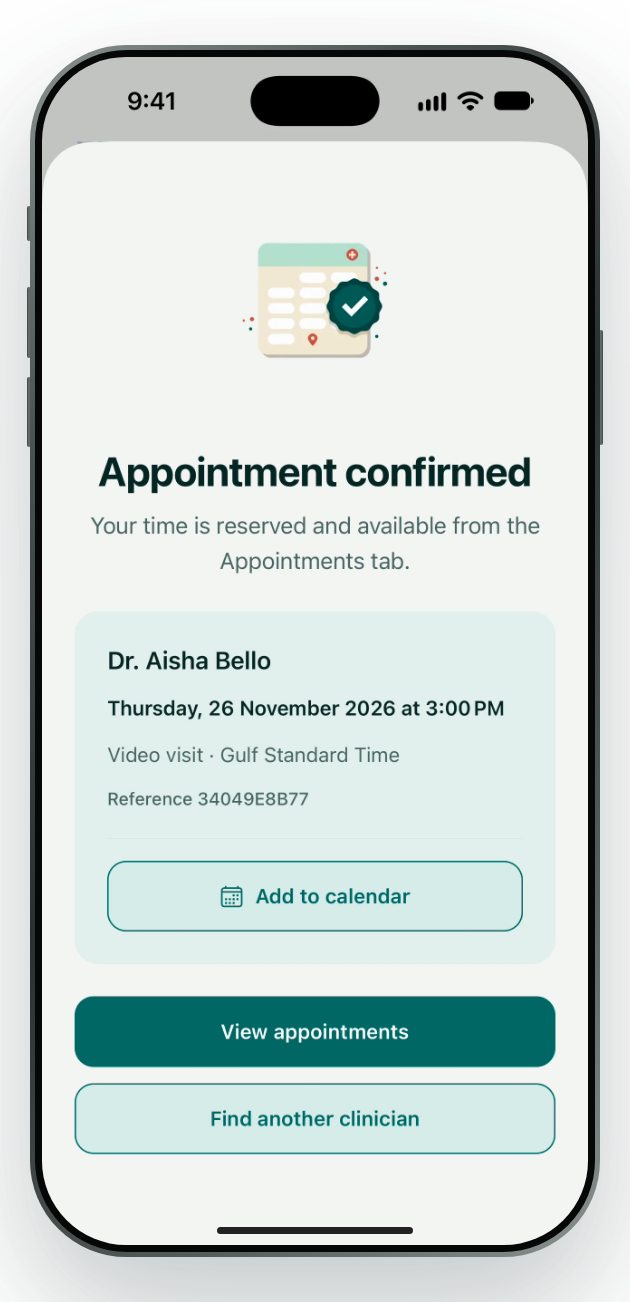 9:41
Appointment confirmed
Your time is reserved and available from the
Appointments tab.
Dr. Aisha Bello
Thursday, 26 November 2026 at 3:00 PM
Video visit · Gulf Standard Time
Reference 34049E8B77
Add to calendar
View appointments
Find another clinician